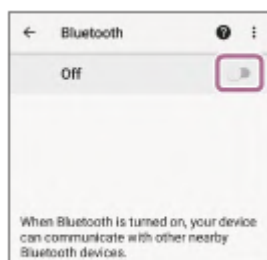 Bluetooth
Off
When Bluetooth is turned on, your device
can communicate with other nearby
Bluetooth devices.